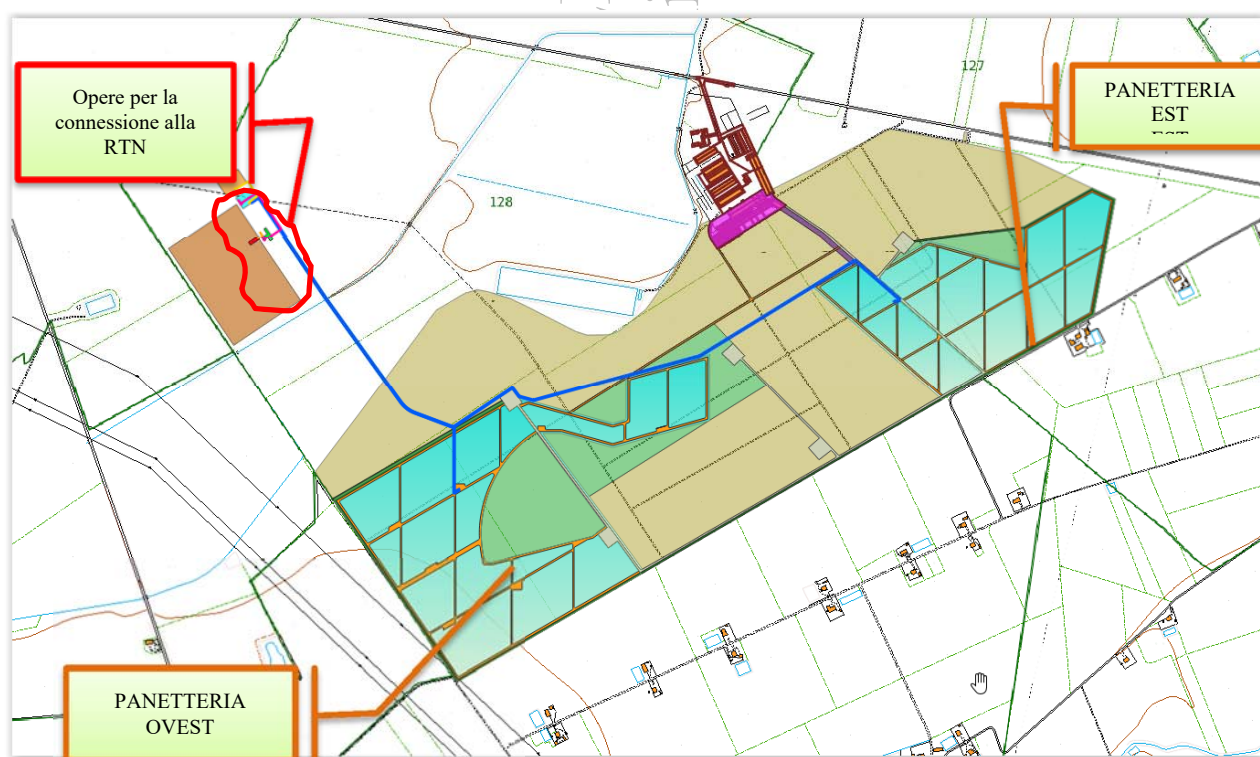 Opere per la
connessione alla
RTN
127
PANETTERIA
EST
128
PANETTERIA
OVEST